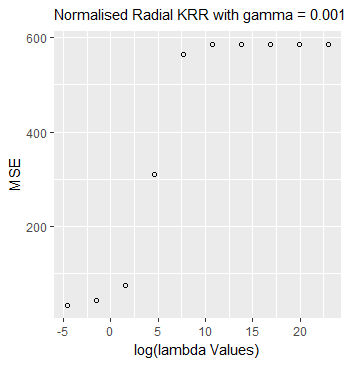 Normalised Radial KRR with gamma = 0.001
600
400
200
MSE
-5 0 5 10 15 20
log(lambda Values)